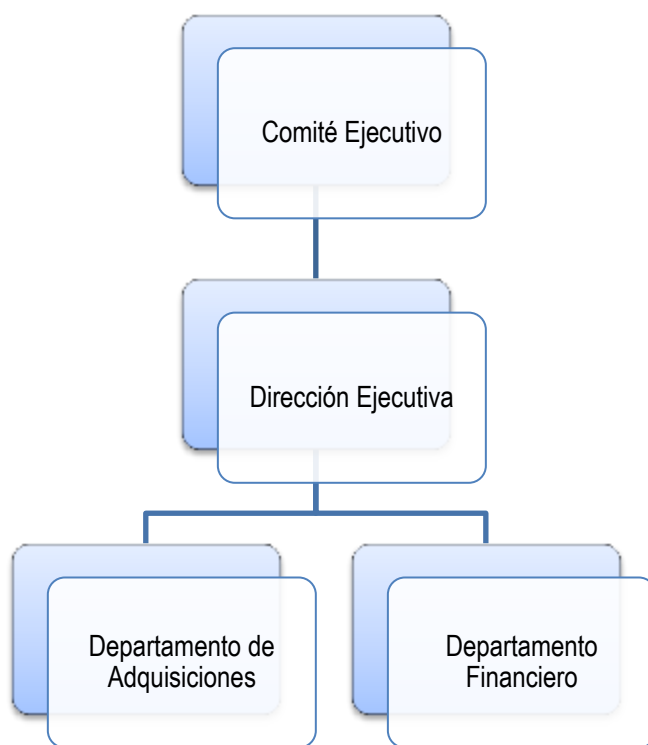 Comité Ejecutivo
Dirección Ejecutiva
Departamento de
Adquisiciones
Departamento
Financiero